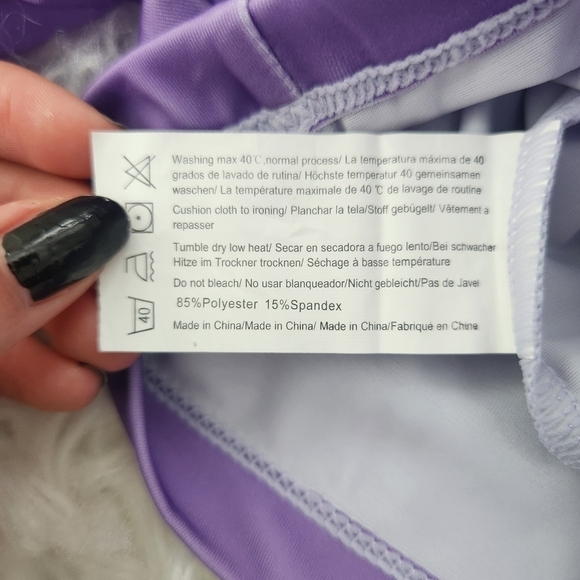 Washing max 40℃,normal process/ La temperatura máxima de 40
grados de lavado de rutina/ Höchste temperatur 40 gemeinsamen
waschen/ La température maximale de 40 ℃ de lavage de routine
Cushion cloth to ironing/ Planchar la tela/Stoff gebügelt/ Vêtement à
repasser
Tumble dry low heat/ Secar en secadora a fuego lento/Bei schwacher
Hitze im Trockner trocknen/ Séchage à basse température
Do not bleach/ No usar blanqueador/Nicht gebleicht/Pas de Javel
85%Polyester 15%Spandex
Made in China/Made in China/ Made in China/Fabriqué en Chine
40